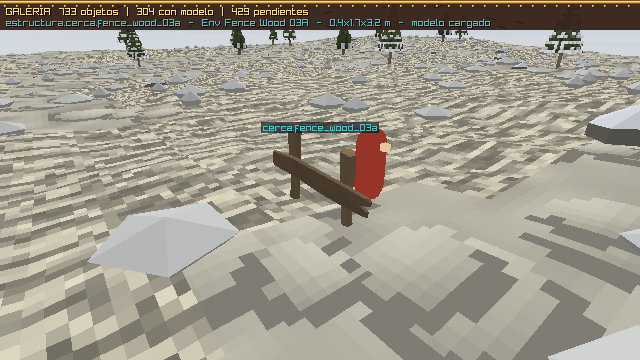 GALERIA 733 objetos | 304 con modelo | 429 pendientes
estructura.cerca.fence_wood_03a - Env Fence Wood 03A - 0.4x1.7x3.2 m - modelo cargado
cerca.fence_wood_03a